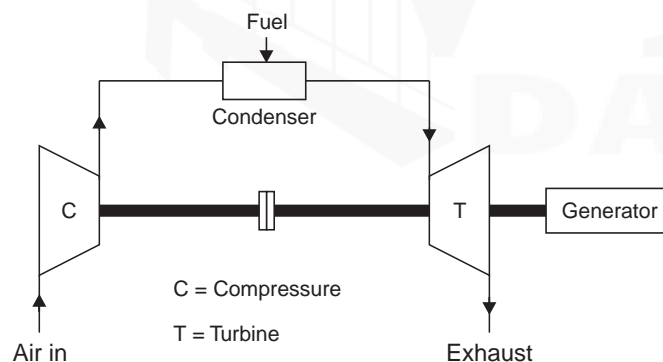 Fuel
Condenser
C
T
Generator
C = Compressure
T = Turbine
Air in
Exhaust